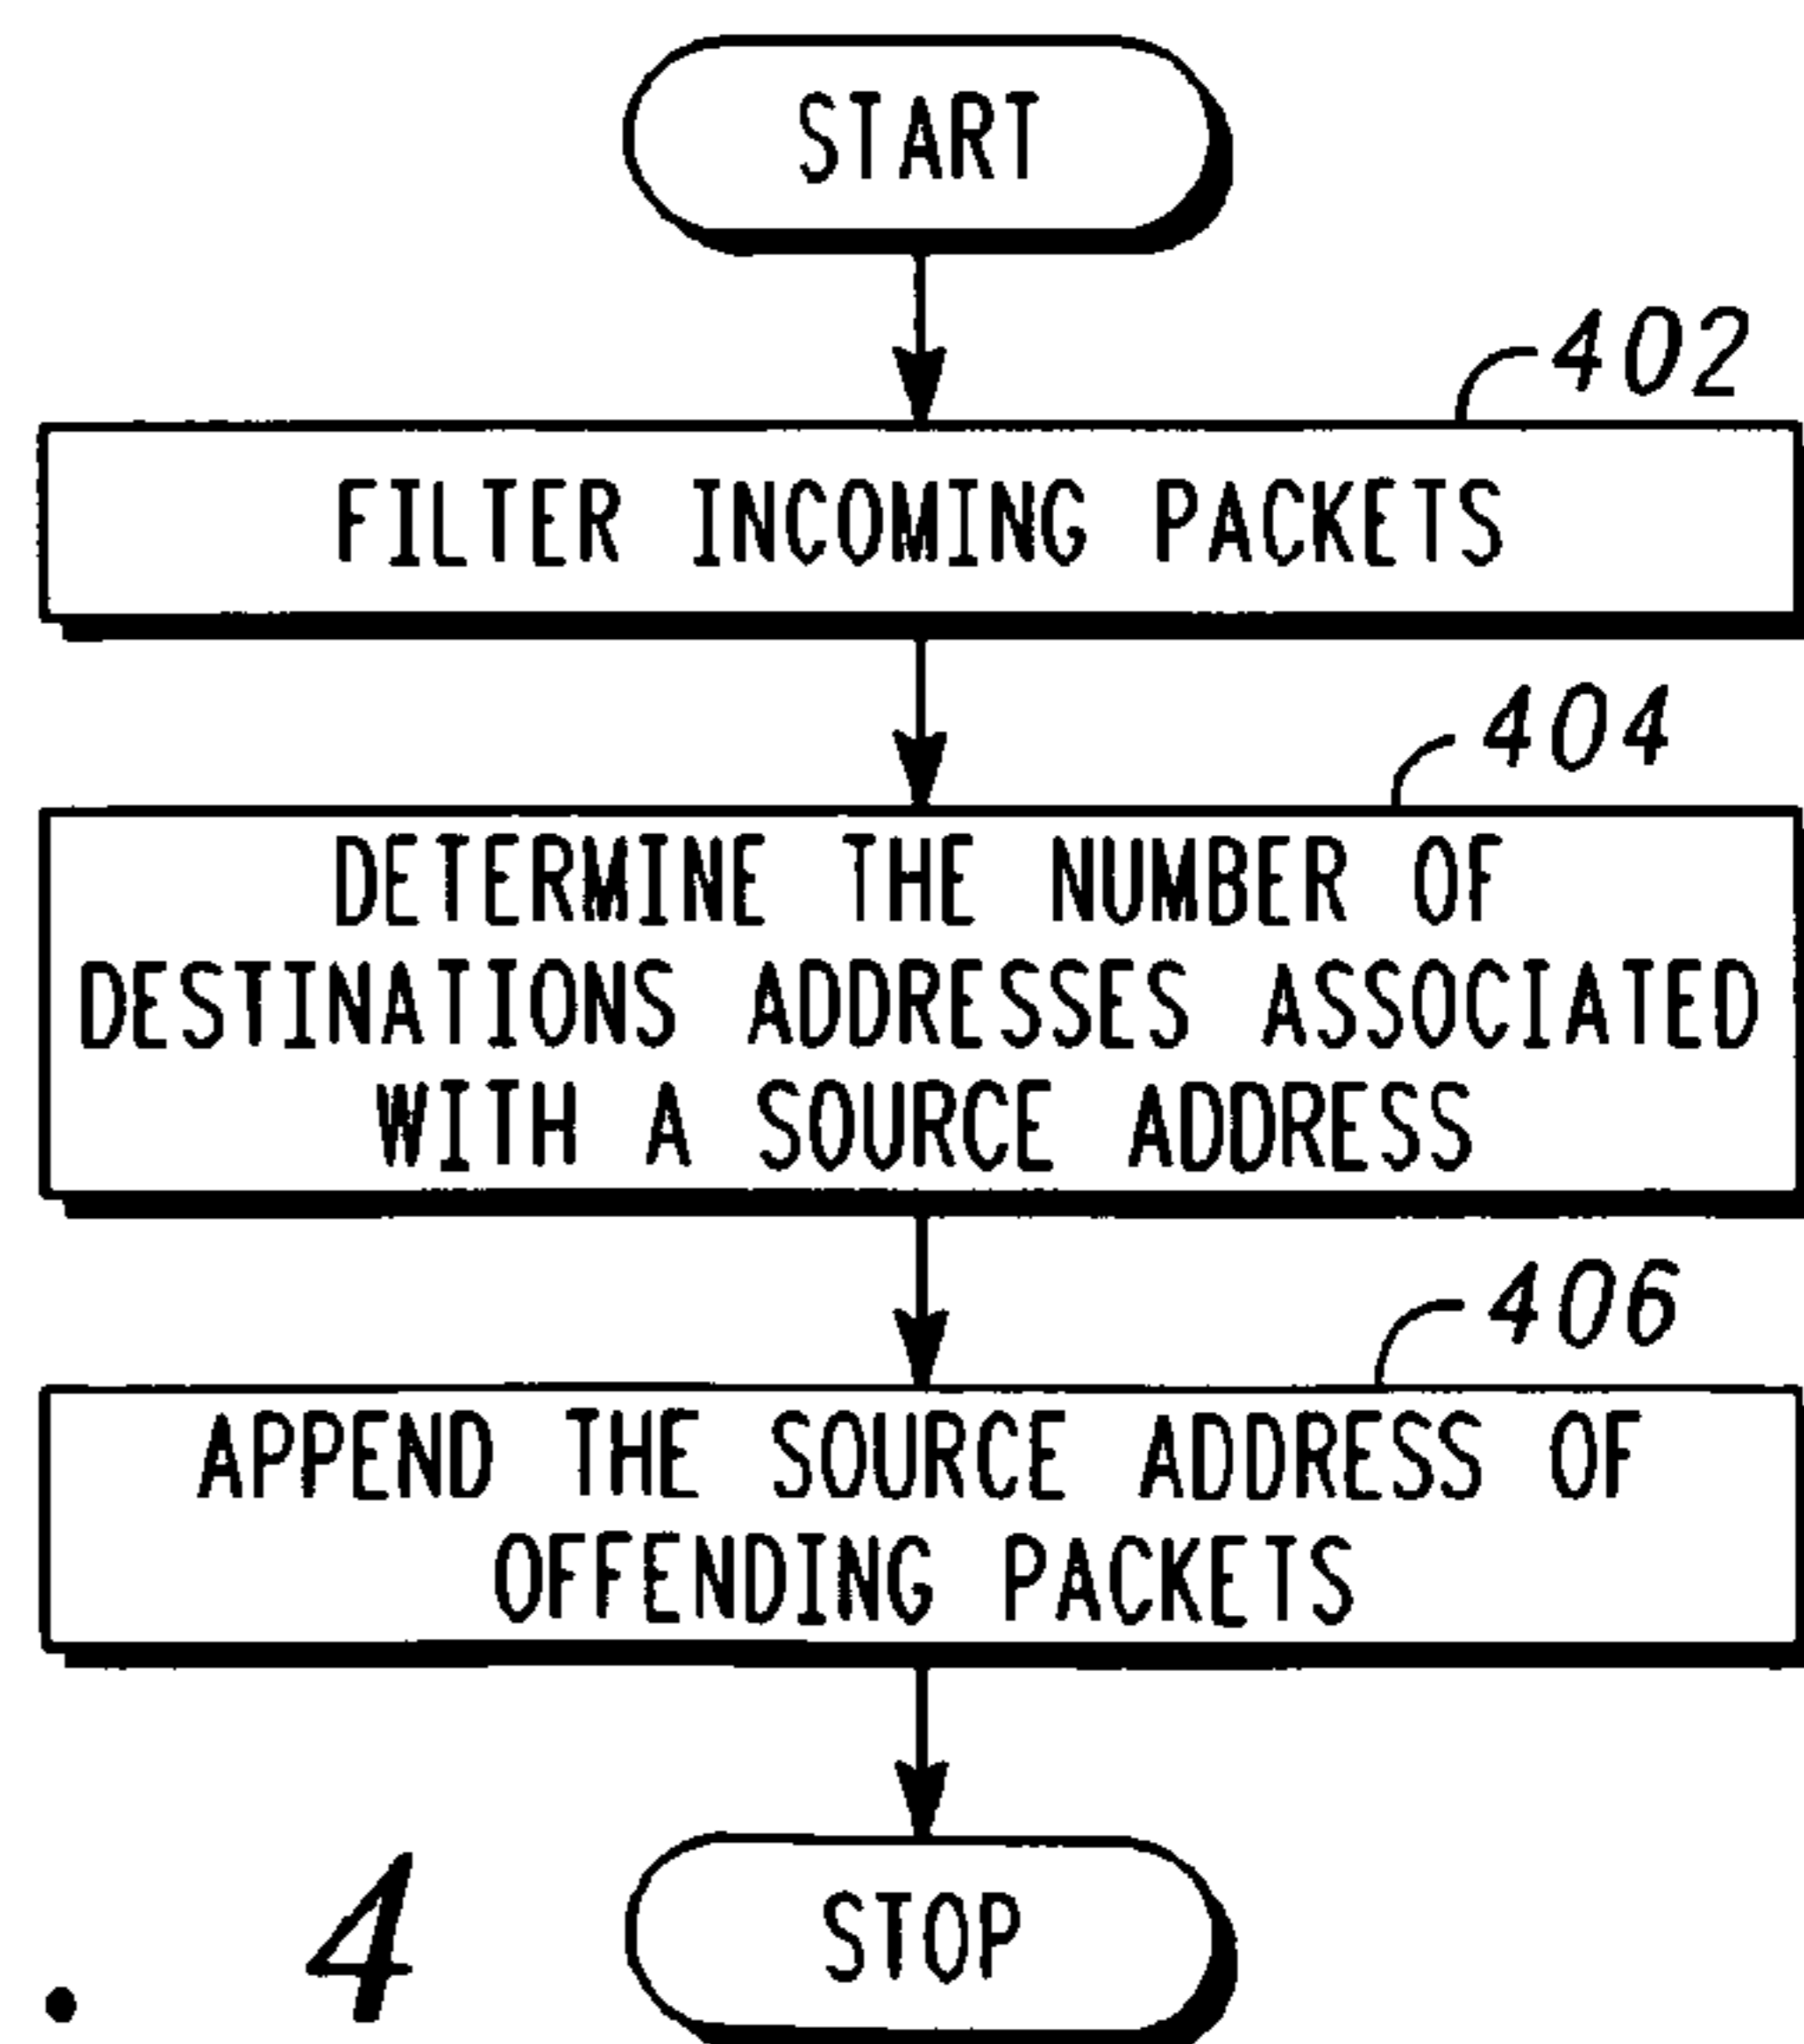 START
402
FILTER INCOMING PACKETS
404
DETERMINE THE NUMBER OF
DESTINATIONS ADDRESSES ASSOCIATED
WITH A SOURCE ADDRESS
406
APPEND THE SOURCE ADDRESS OF
OFFENDING PACKETS
STOP
. 4